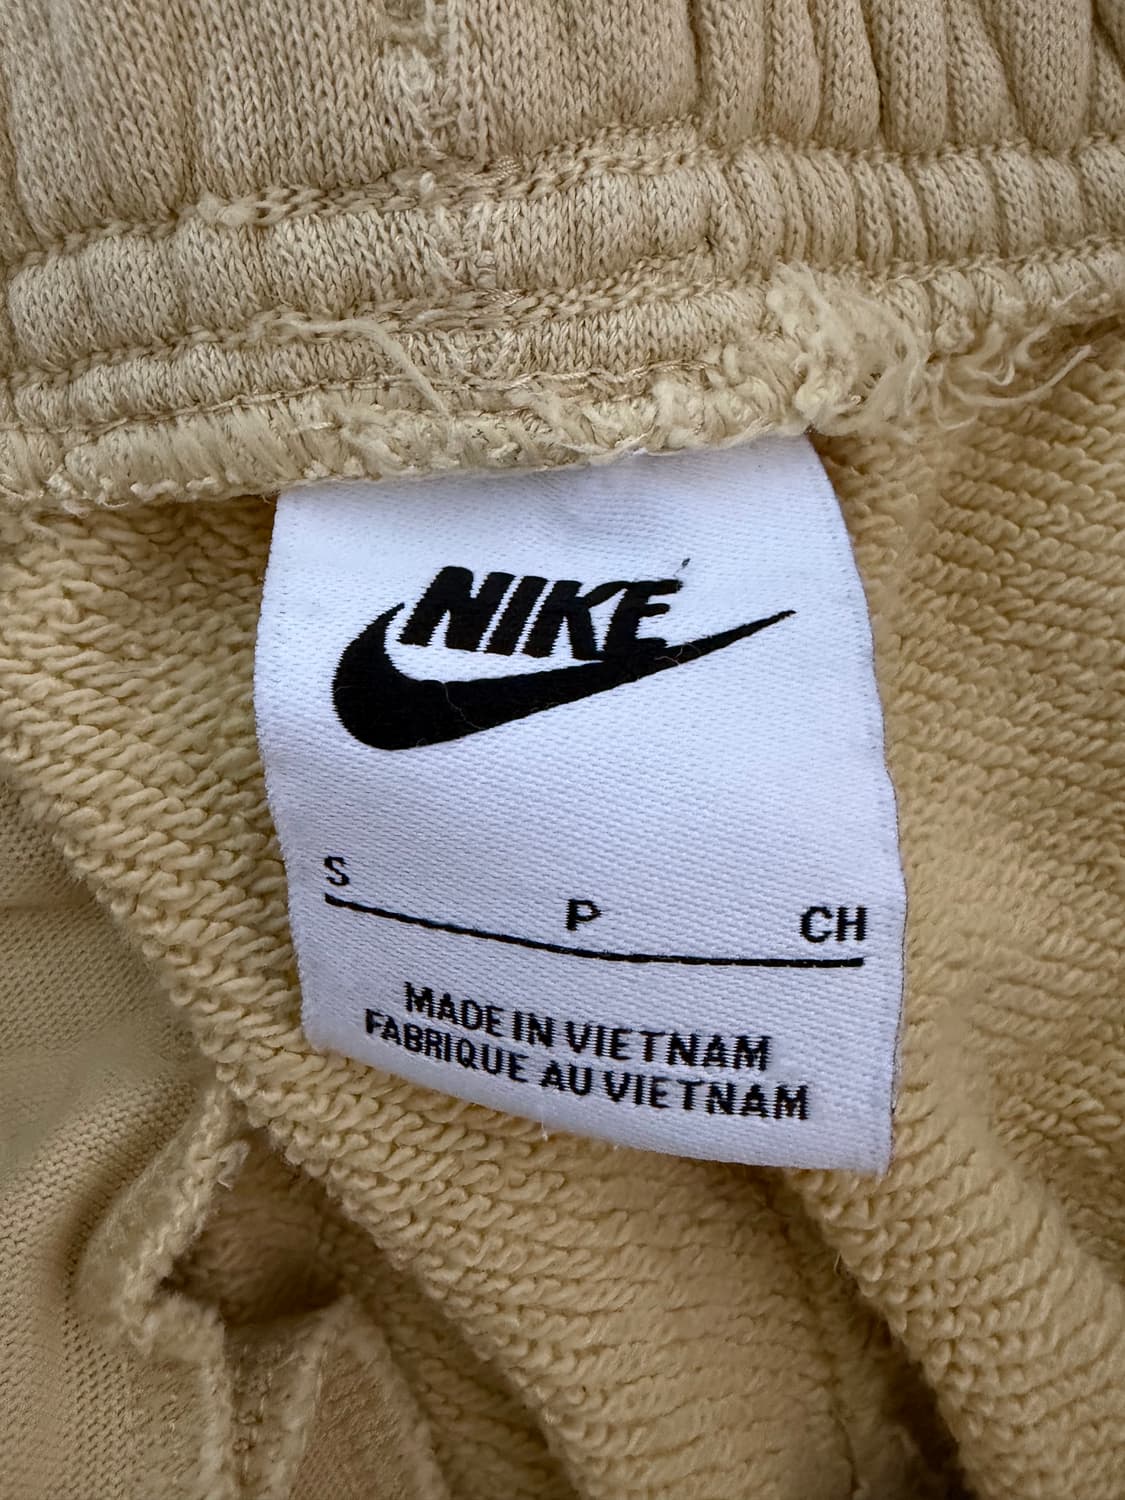 NIKE
S P CH
MADE IN VIETNAM
FABRIQUE AU VIETNAM